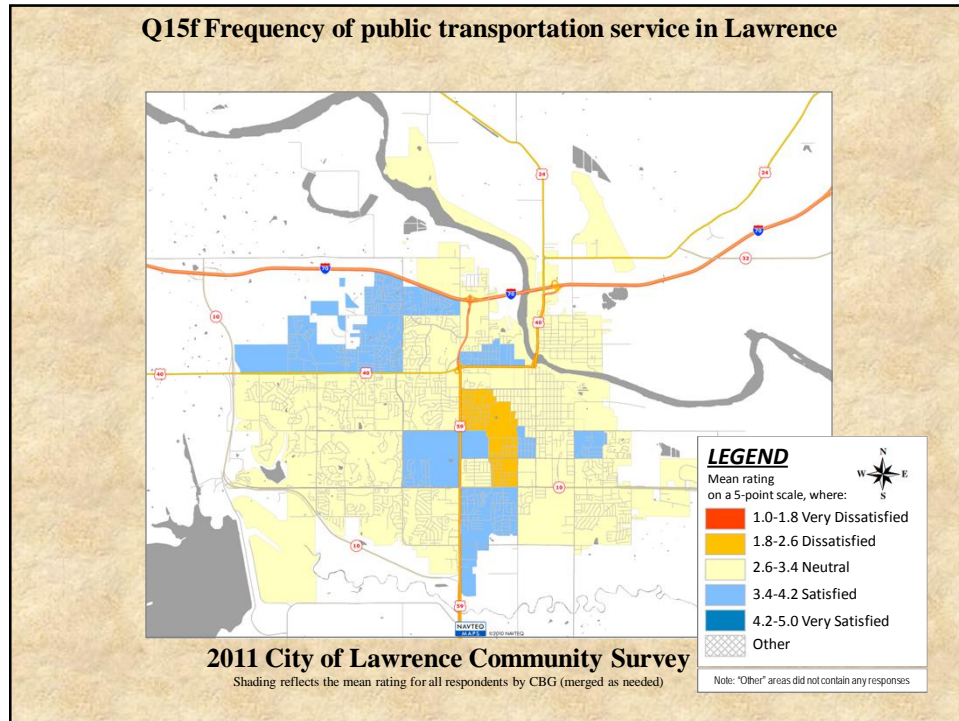 Q15f Frequency of public transportation service in Lawrence
24
24
70
32
70
70
10
40
40
40
59
10
10
59
NAVTEQ
MAPS
©2010 NAVTEQ
LEGEND
Mean rating
on a 5-point scale, where:
N
W E
S
1.0-1.8 Very Dissatisfied
1.8-2.6 Dissatisfied
2.6-3.4 Neutral
3.4-4.2 Satisfied
4.2-5.0 Very Satisfied
Other
2011 City of Lawrence Community Survey
Shading reflects the mean rating for all respondents by CBG (merged as needed)
Note: "Other" areas did not contain any responses